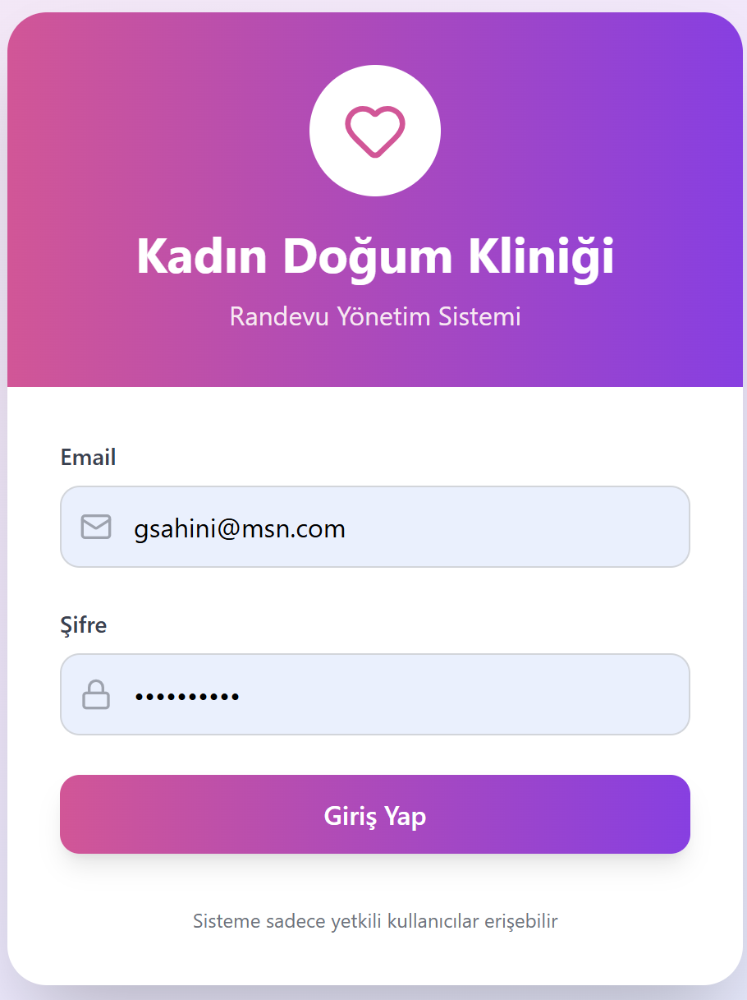 Kadın Doğum Kliniği
Randevu Yönetim Sistemi
Email
gsahini@msn.com
Şifre
••••••••••
Giriş Yap
Sisteme sadece yetkili kullanıcılar erişebilir